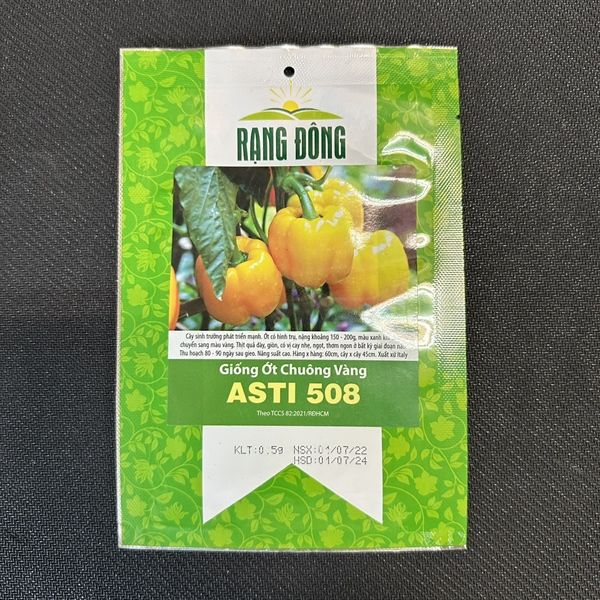 RẠNG ĐÔNG
Cây sinh trưởng phát triển mạnh. Ớt có hình trụ, nặng khoảng 150 - 200g, màu xanh
chuyển sang màu vàng. Thịt quả dày, giòn, có vị cay nhẹ, ngọt, thơm ngon ở bất kỳ giai đoạn
Thu hoạch 80 - 90 ngày sau gieo. Năng suất cao. Hàng x hàng: 60cm, cây x cây 45cm. Xuất xứ Italy
Giống Ớt Chuông Vàng
ASTI 508
Theo TCCS 82:2021/RĐHCM
KLT:0.5g NSX:01/07/22
HSD:01/07/24